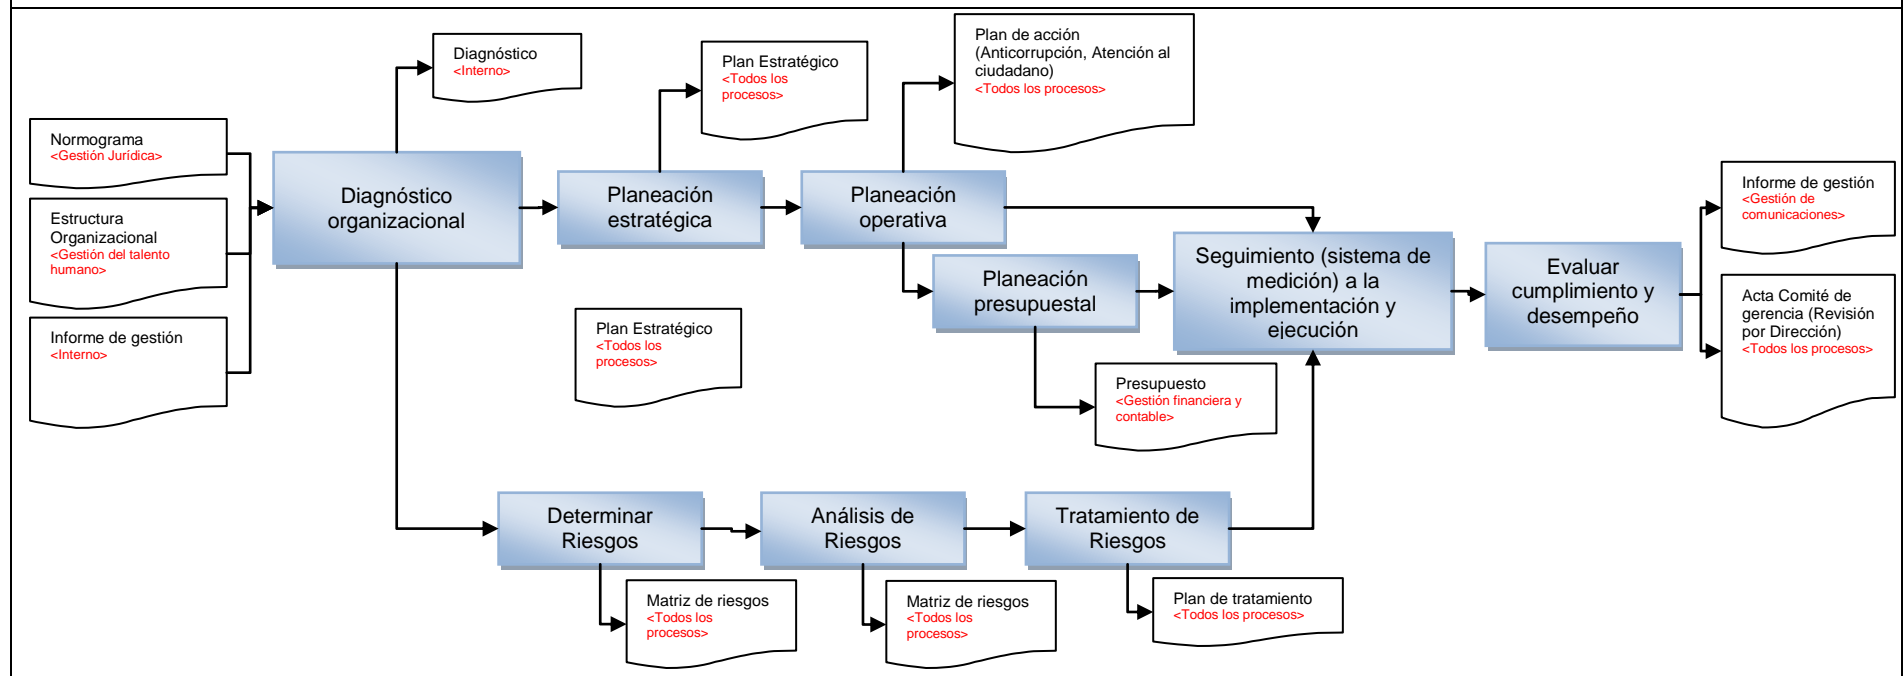 Diagnóstico
<Interno>
Plan Estratégico
<Todos los
procesos>
Plan de acción
(Anticorrupción, Atención al
ciudadano)
<Todos los procesos>
Normograma
<Gestión Jurídica>
Estructura
Organizacional
<Gestión del talento
humano>
Informe de gestión
<Interno>
Diagnóstico
organizacional
Planeación
estratégica
Planeación
operativa
Planeación
presupuestal
Seguimiento (sistema de
medición) a la
implementación y
ejecución
Evaluar
cumplimiento y
desempeño
Informe de gestión
<Gestión de
comunicaciones>
Acta Comité de
gerencia (Revisión
por Dirección)
<Todos los procesos>
Plan Estratégico
<Todos los
procesos>
Presupuesto
<Gestión financiera y
contable>
Determinar
Riesgos
Análisis de
Riesgos
Tratamiento de
Riesgos
Matriz de riesgos
<Todos los
procesos>
Matriz de riesgos
<Todos los
procesos>
Plan de tratamiento
<Todos los procesos>